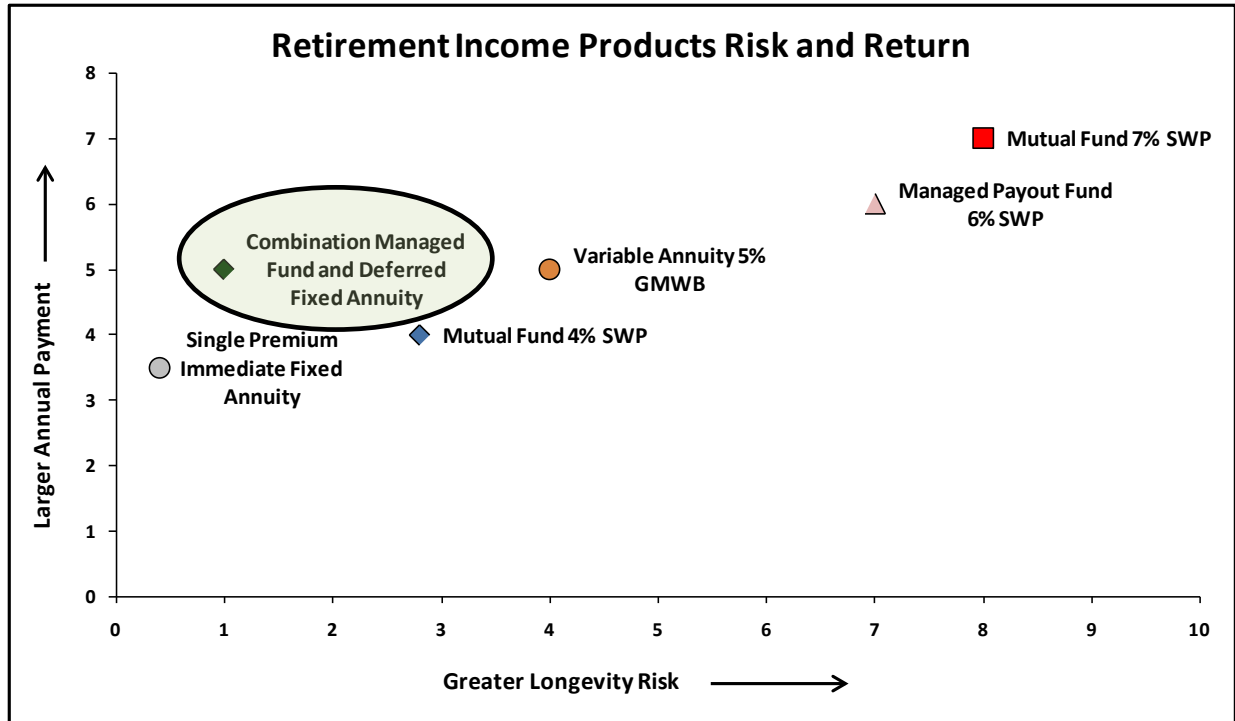 Retirement Income Products Risk and Return
8
7
6
5
4
3
2
1
0
0
1
2
3
4
5
6
7
8
9
10
Larger Annual Payment
Greater Longevity Risk
Mutual Fund 7% SWP
Managed Payout Fund
6% SWP
Combination Managed
Fund and Deferred
Fixed Annuity
Variable Annuity 5%
GMWB
Mutual Fund 4% SWP
Single Premium
Immediate Fixed
Annuity